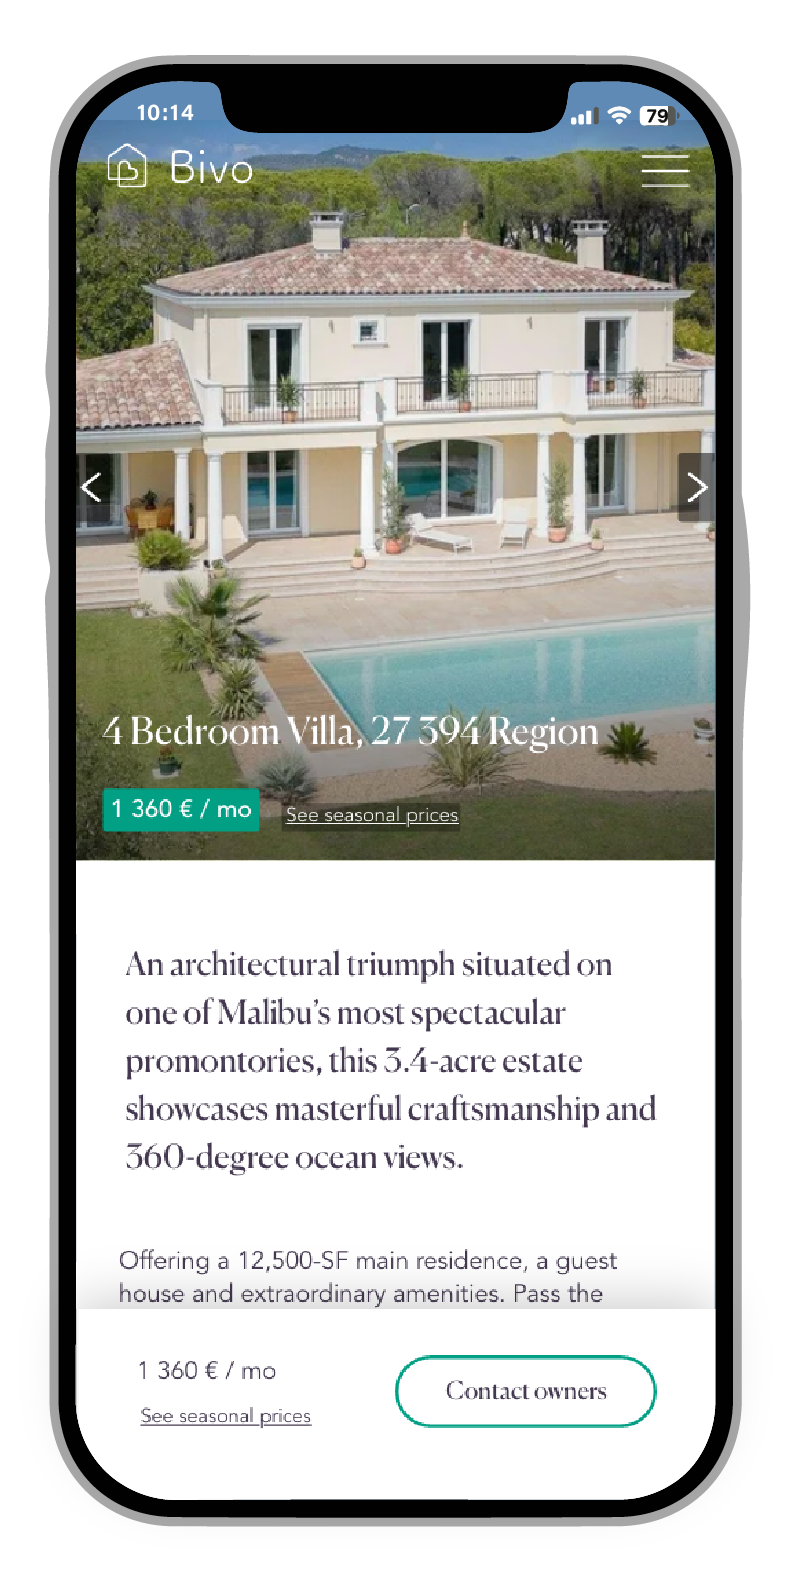 10:14
79
Bivo
4 Bedroom Villa, 27 394 Region
1 360 € / mo
See seasonal prices
An architectural triumph situated on
one of Malibu’s most spectacular
promontories, this 3.4-acre estate
showcases masterful craftsmanship and
360-degree ocean views.
Offering a 12,500-SF main residence, a guest
house and extraordinary amenities. Pass the
1 360 € / mo
See seasonal prices
Contact owners